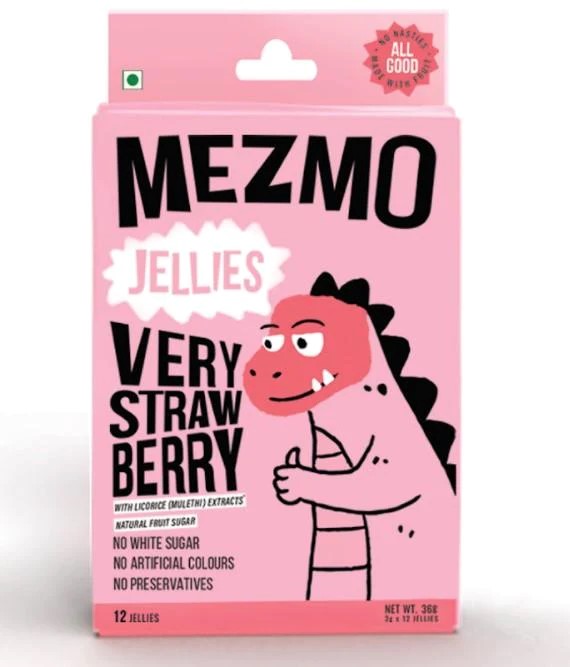 NO NASTIES
ALL
GOOD
MADE WITH FRUIT
MEZMO
JELLIES
VERY
STRAW
BERRY
WITH LICORICE (MULETHI) EXTRACTS*
NATURAL FRUIT SUGAR
NO WHITE SUGAR
NO ARTIFICIAL COLOURS
NO PRESERVATIVES
12 JELLIES
NET WT. 36g
3g x 12 JELLIES